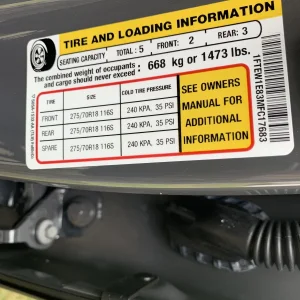 TIRE AND LOADING INFORMATION
SEATING CAPACITY TOTAL : 5 FRONT: 2 REAR: 3
The combined weight of occupants and cargo should never exceed : 668 kg or 1473 lbs.
TIRE SIZE COLD TIRE PRESSURE
FRONT 275/70R18 116S 240 KPA, 35 PSI
REAR 275/70R18 116S 240 KPA, 35 PSI
SPARE 275/70R18 116S 240 KPA, 35 PSI
SEE OWNERS
MANUAL FOR
ADDITIONAL
INFORMATION
1FTEW1E83MFC17683